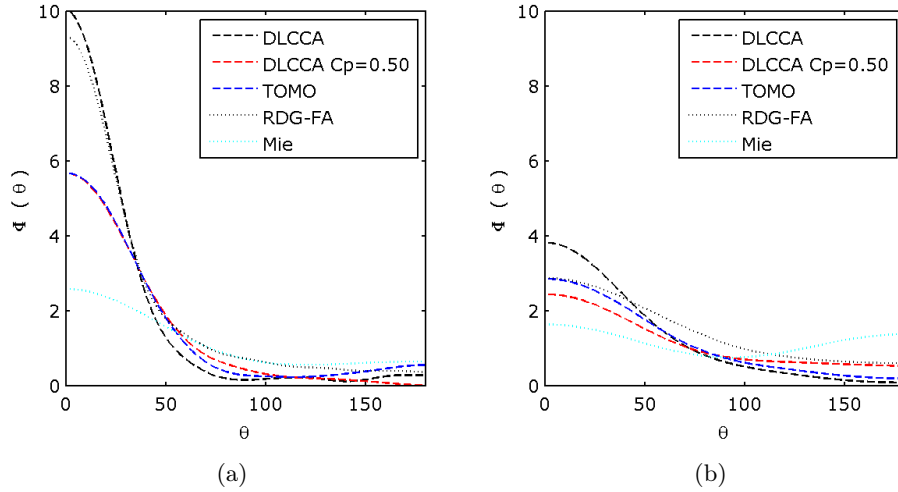 10
8
6
4
2
0
Φ ( θ )
0 50 100 150
θ
DLCCA
DLCCA Cp=0.50
TOMO
RDG-FA
Mie
(a)
10
8
6
4
2
0
Φ ( θ )
0 50 100 150
θ
DLCCA
DLCCA Cp=0.50
TOMO
RDG-FA
Mie
(b)